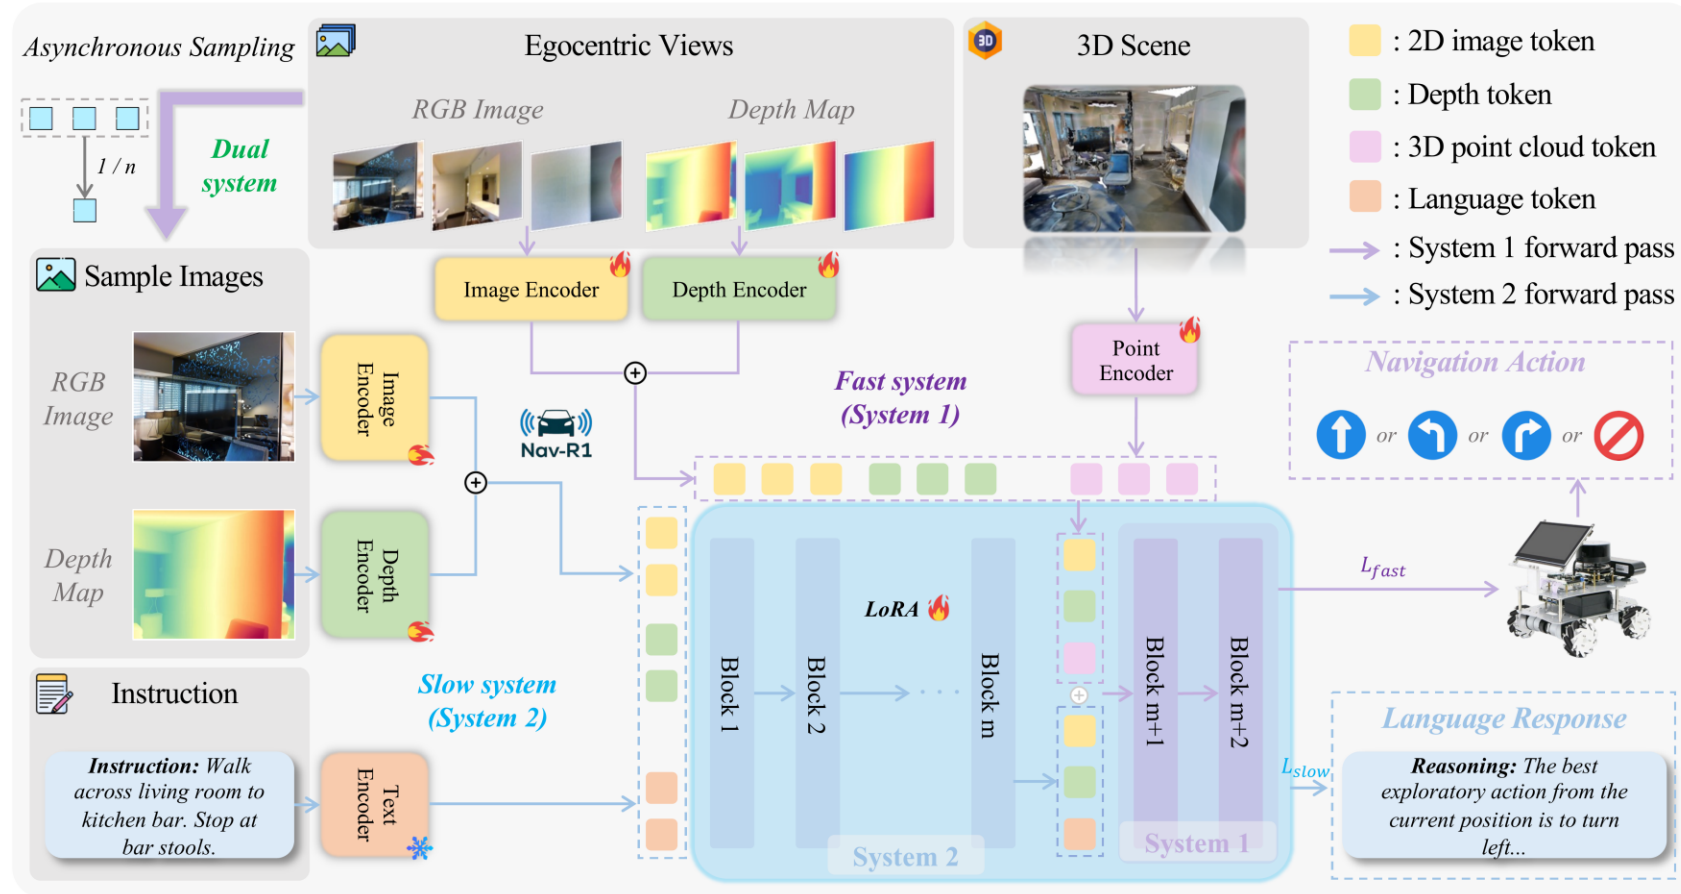 Asynchronous Sampling
1 / n
Dual
system
Egocentric Views
RGB Image
Depth Map
3D
3D Scene
: 2D image token
: Depth token
: 3D point cloud token
: Language token
: System 1 forward pass
: System 2 forward pass
Sample Images
RGB
Image
Depth
Map
Image
Encoder
Depth
Encoder
Image Encoder
Depth Encoder
Point
Encoder
Fast system
(System 1)
Nav-R1
Slow system
(System 2)
Instruction
Instruction: Walk
across living room to
kitchen bar. Stop at
bar stools.
Text
Encoder
LoRA
Block 1
Block 2
· · ·
Block m
Block m+1
Block m+2
System 2
System 1
Navigation Action
or
or
or
L_fast
L_slow
Language Response
Reasoning: The best
exploratory action from the
current position is to turn
left...